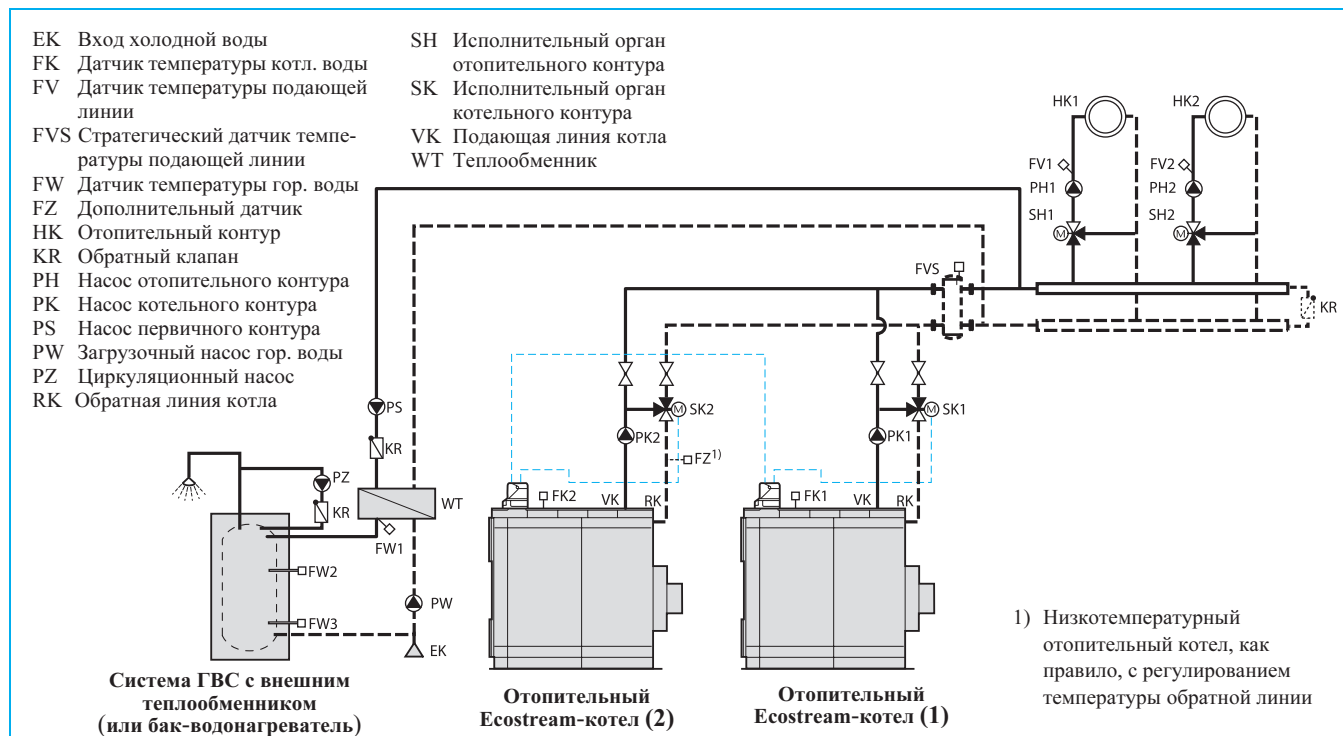 EK Вход холодной воды
FK Датчик температуры котл. воды
FV Датчик температуры подающей
линии
FVS Стратегический датчик темпе-
ратуры подающей линии
FW Датчик температуры гор. воды
FZ Дополнительный датчик
HK Отопительный контур
KR Обратный клапан
PH Насос отопительного контура
PK Насос котельного контура
PS Насос первичного контура
PW Загрузочный насос гор. воды
PZ Циркуляционный насос
RK Обратная линия котла
SH Исполнительный орган
отопительного контура
SK Исполнительный орган
котельного контура
VK Подающая линия котла
WT Теплообменник
HK1
HK2
FV1
FV2
PH1
PH2
SH1
SH2
M
M
FVS
KR
PS
KR
PZ
KR
WT
FW1
FW2
FW3
PW
EK
M
SK2
PK2
FZ1)
FK2
VK
RK
M
SK1
PK1
FK1
VK
RK
Система ГВС с внешним
теплообменником
(или бак-водонагреватель)
Отопительный
Ecostream-котел (2)
Отопительный
Ecostream-котел (1)
1) Низкотемпературный
отопительный котел, как
правило, с регулированием
температуры обратной линии